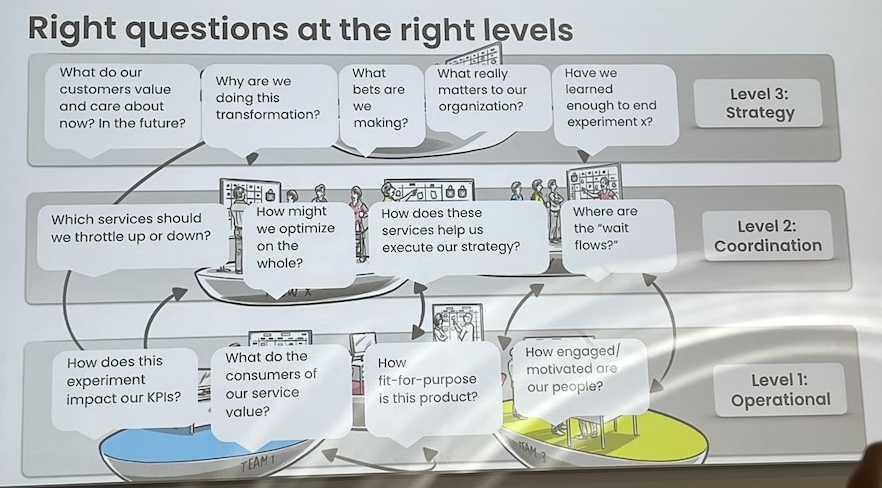 Right questions at the right levels
What do our
customers value
and care about
now? In the future?
Why are we
doing this
transformation?
What
bets are
we
making?
What really
matters to our
organization?
Have we
learned
enough to end
experiment x?
Level 3:
Strategy
Which services should
we throttle up or down?
How might
we optimize
on the
whole?
How does these
services help us
execute our strategy?
Where are
the "wait
flows?"
Level 2:
Coordination
How does this
experiment
impact our KPIs?
What do the
consumers of
our service
value?
How
fit-for-purpose
is this product?
How engaged/
motivated are
our people?
Level 1:
Operational
TEAM 1
TEAM 3